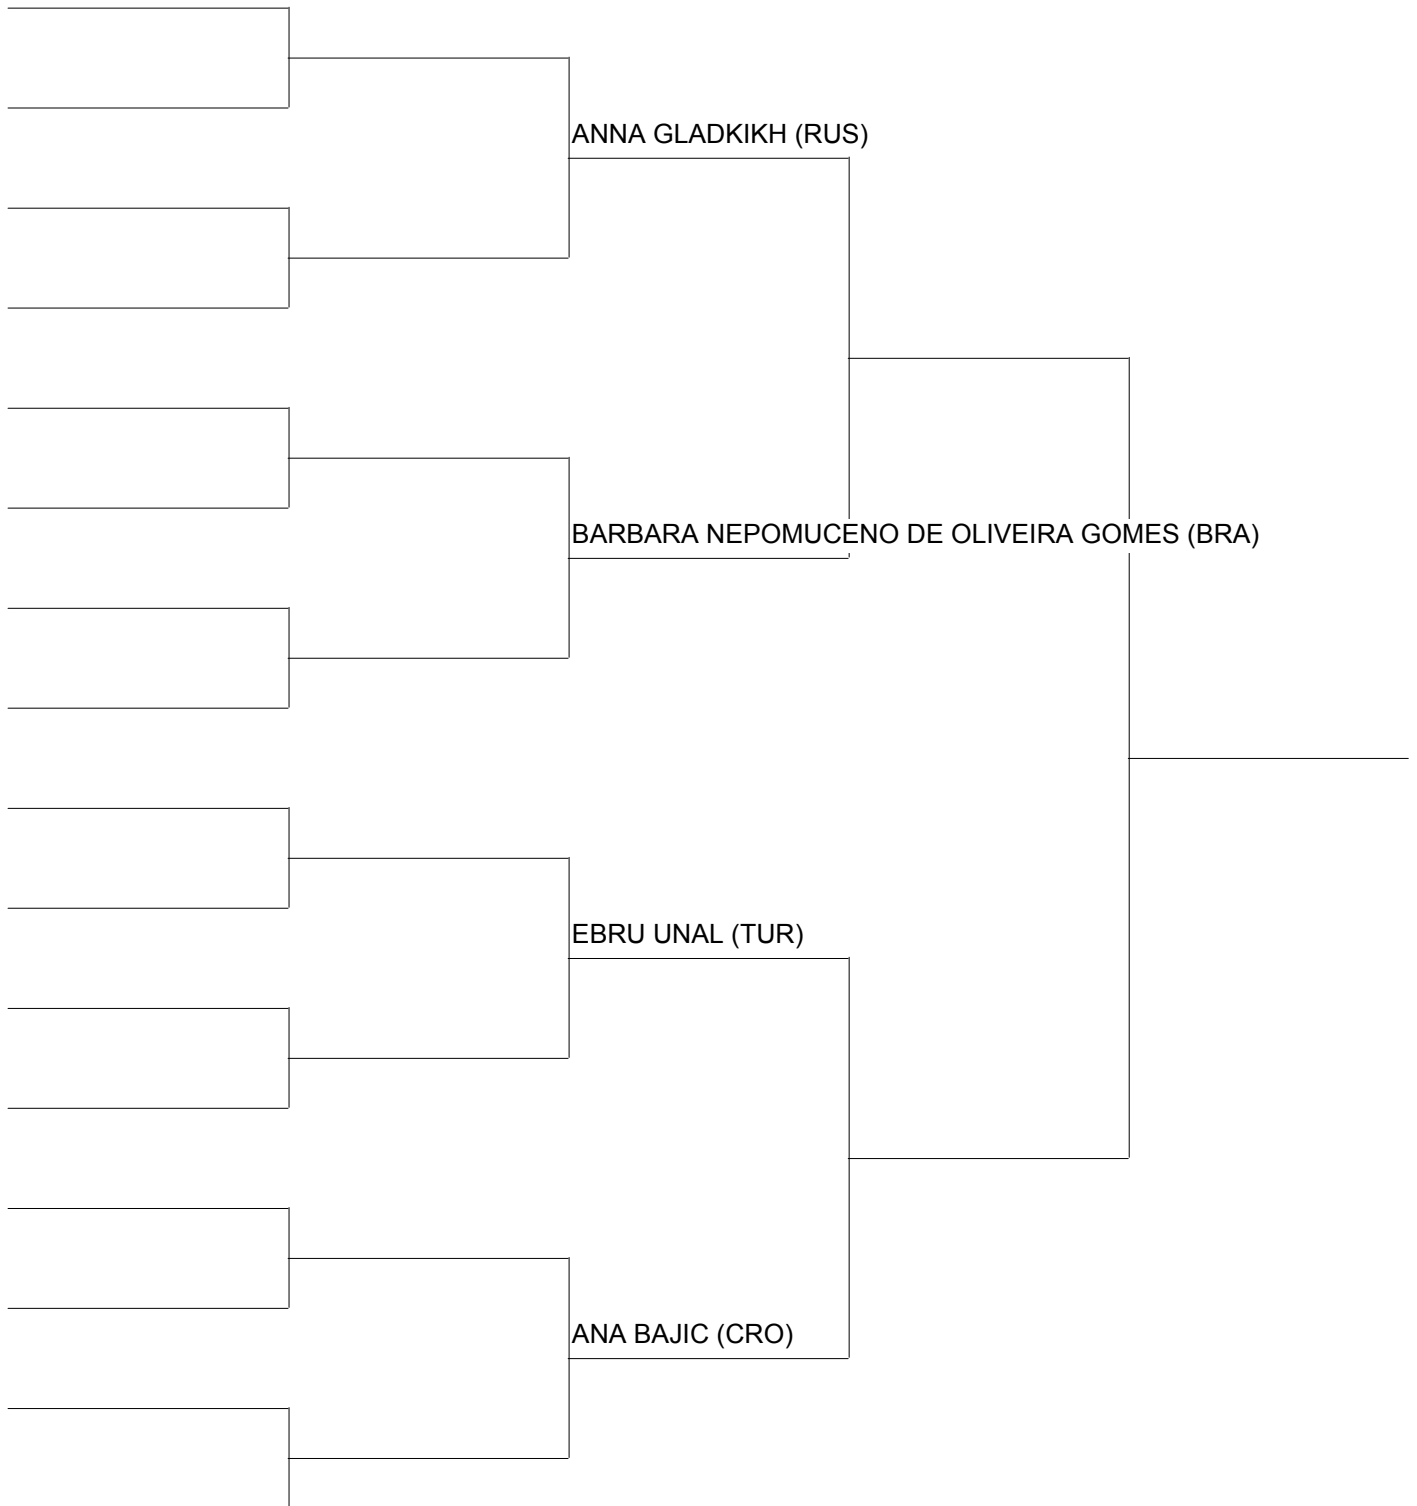 ANNA GLADKIKH (RUS)
BARBARA NEPOMUCENO DE OLIVEIRA GOMES (BRA)
EBRU UNAL (TUR)
ANA BAJIC (CRO)